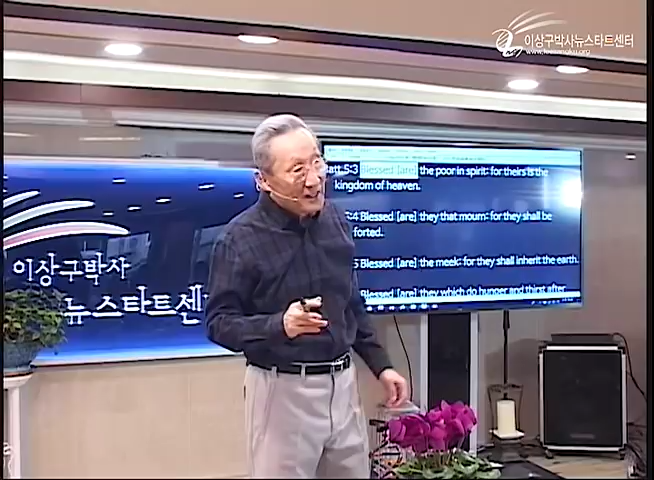 이상구박사뉴스타트센터
Matt 5:3 Blessed [are] the poor in spirit: for theirs is the
kingdom of heaven.
5:4 Blessed [are] they that mourn: for they shall be
forted.
5 Blessed [are] the meek: for they shall inherit the earth.
Blessed [are] they which do hunger and thirst after
이상구박사
뉴스타트센